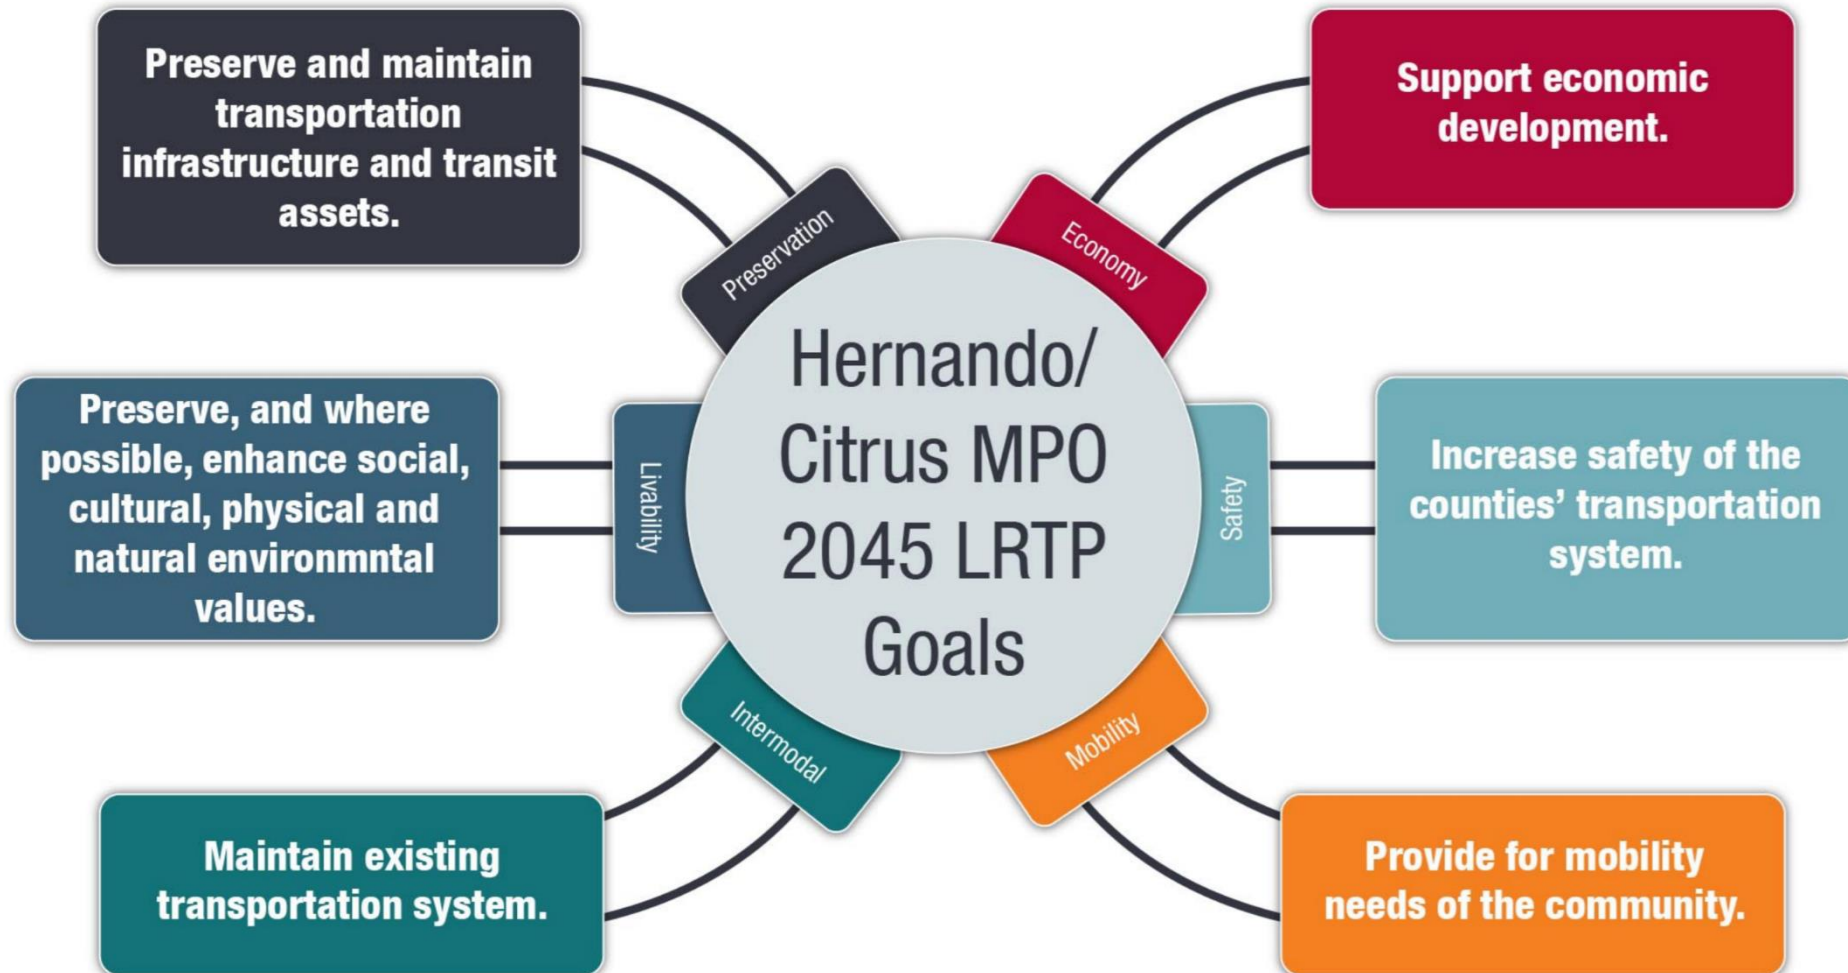 Preserve and maintain
transportation
infrastructure and transit
assets.
Preservation
Support economic
development.
Economy
Hernando/
Citrus MPO
2045 LRTP
Goals
Preserve, and where
possible, enhance social,
cultural, physical and
natural environmntal
values.
Livability
Safety
Increase safety of the
counties’ transportation
system.
Intermodal
Maintain existing
transportation system.
Mobility
Provide for mobility
needs of the community.